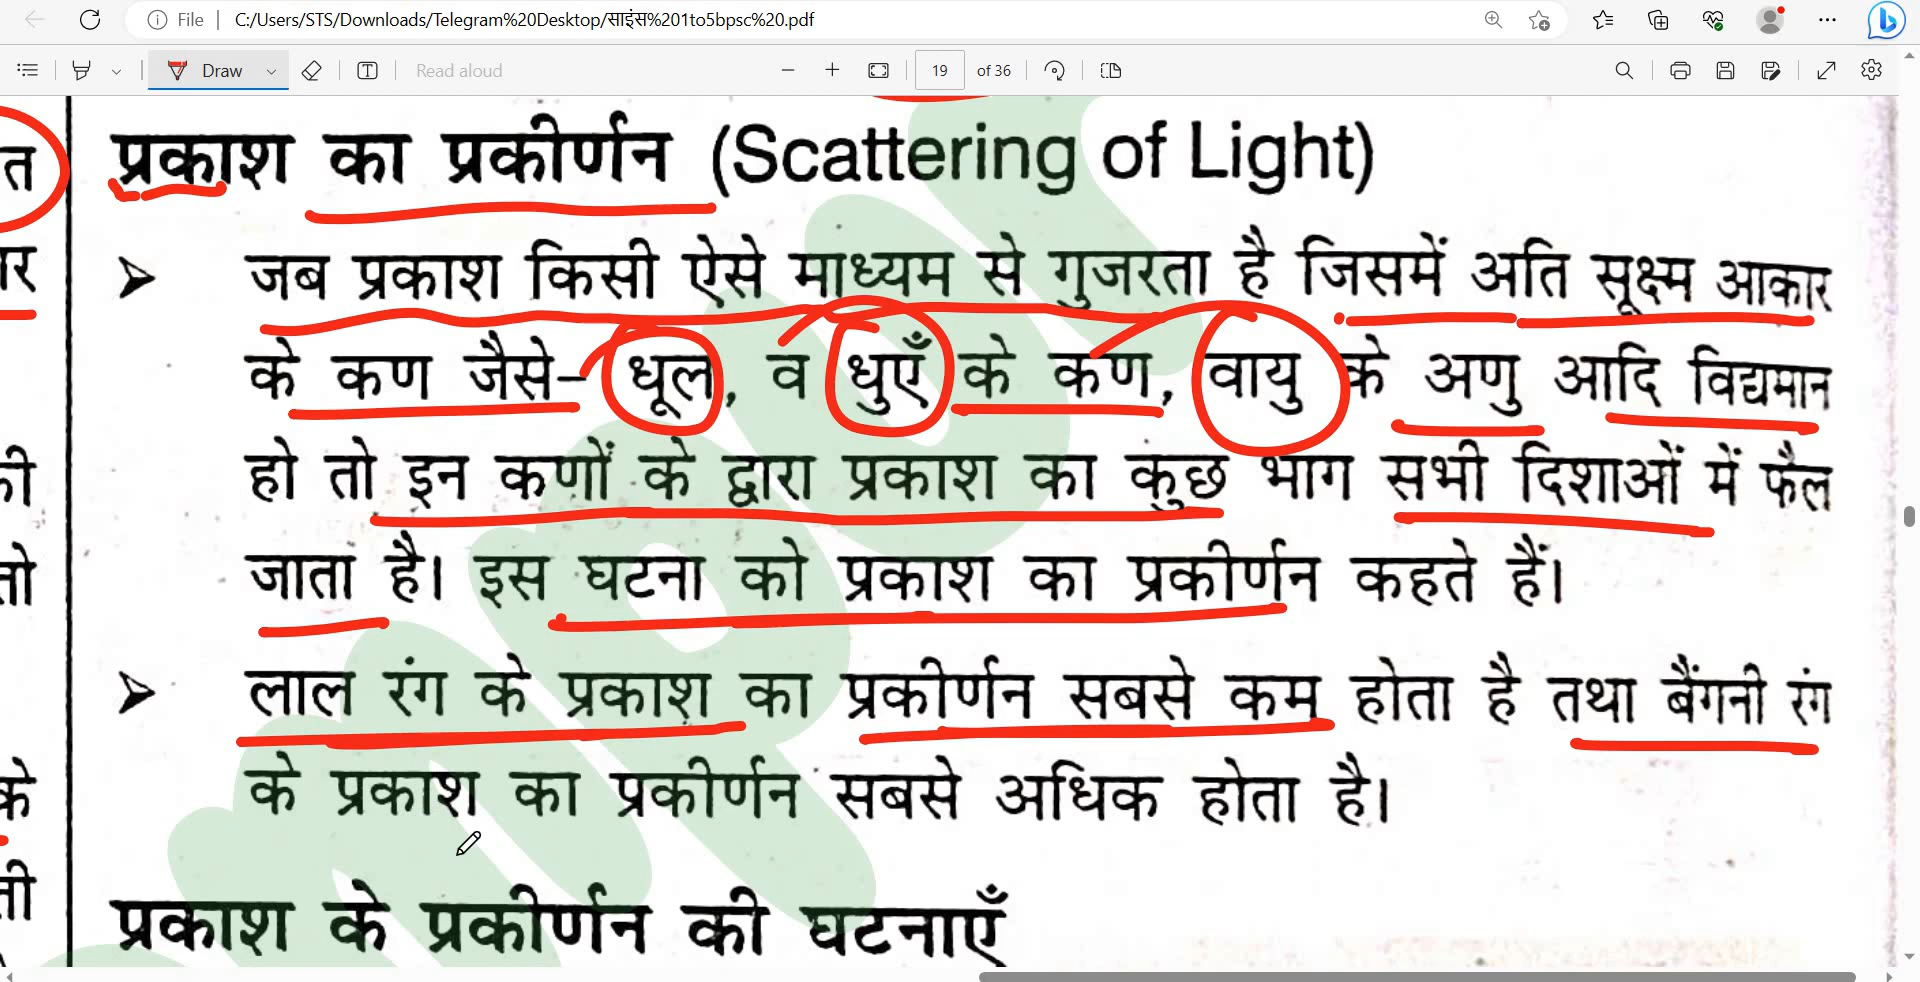 File C:/Users/STS/Downloads/Telegram%20Desktop/साइंस%201to5bpsc%20.pdf
Draw Read aloud 19 of 36
प्रकाश का प्रकीर्णन (Scattering of Light)
त
➤ जब प्रकाश किसी ऐसे माध्यम से गुजरता है जिसमें अति सूक्ष्म आकार
के कण जैसे– धूल, व धुएँ के कण, वायु के अणु आदि विद्यमान
हो तो इन कणों के द्वारा प्रकाश का कुछ भाग सभी दिशाओं में फैल
जाता है। इस घटना को प्रकाश का प्रकीर्णन कहते हैं।
➤ लाल रंग के प्रकाश का प्रकीर्णन सबसे कम होता है तथा बैंगनी रंग
के प्रकाश का प्रकीर्णन सबसे अधिक होता है।
प्रकाश के प्रकीर्णन की घटनाएँ